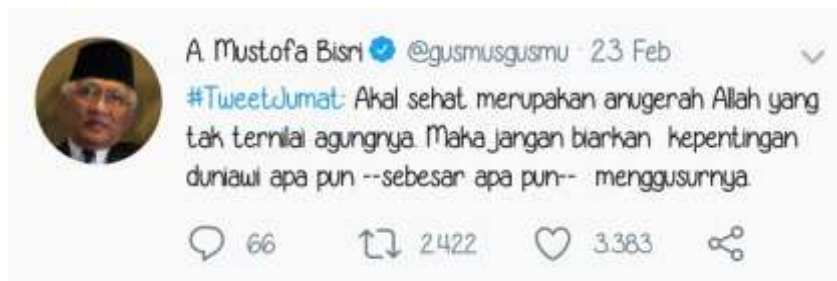 A. Mustofa Bisri @gusmusgusmu · 23 Feb
#TweetJumat: Akal sehat merupakan anugerah Allah yang
tak ternilai agungnya. Maka jangan biarkan kepentingan
duniawi apa pun --sebesar apa pun-- menggusurnya.
66 2.422 3.383